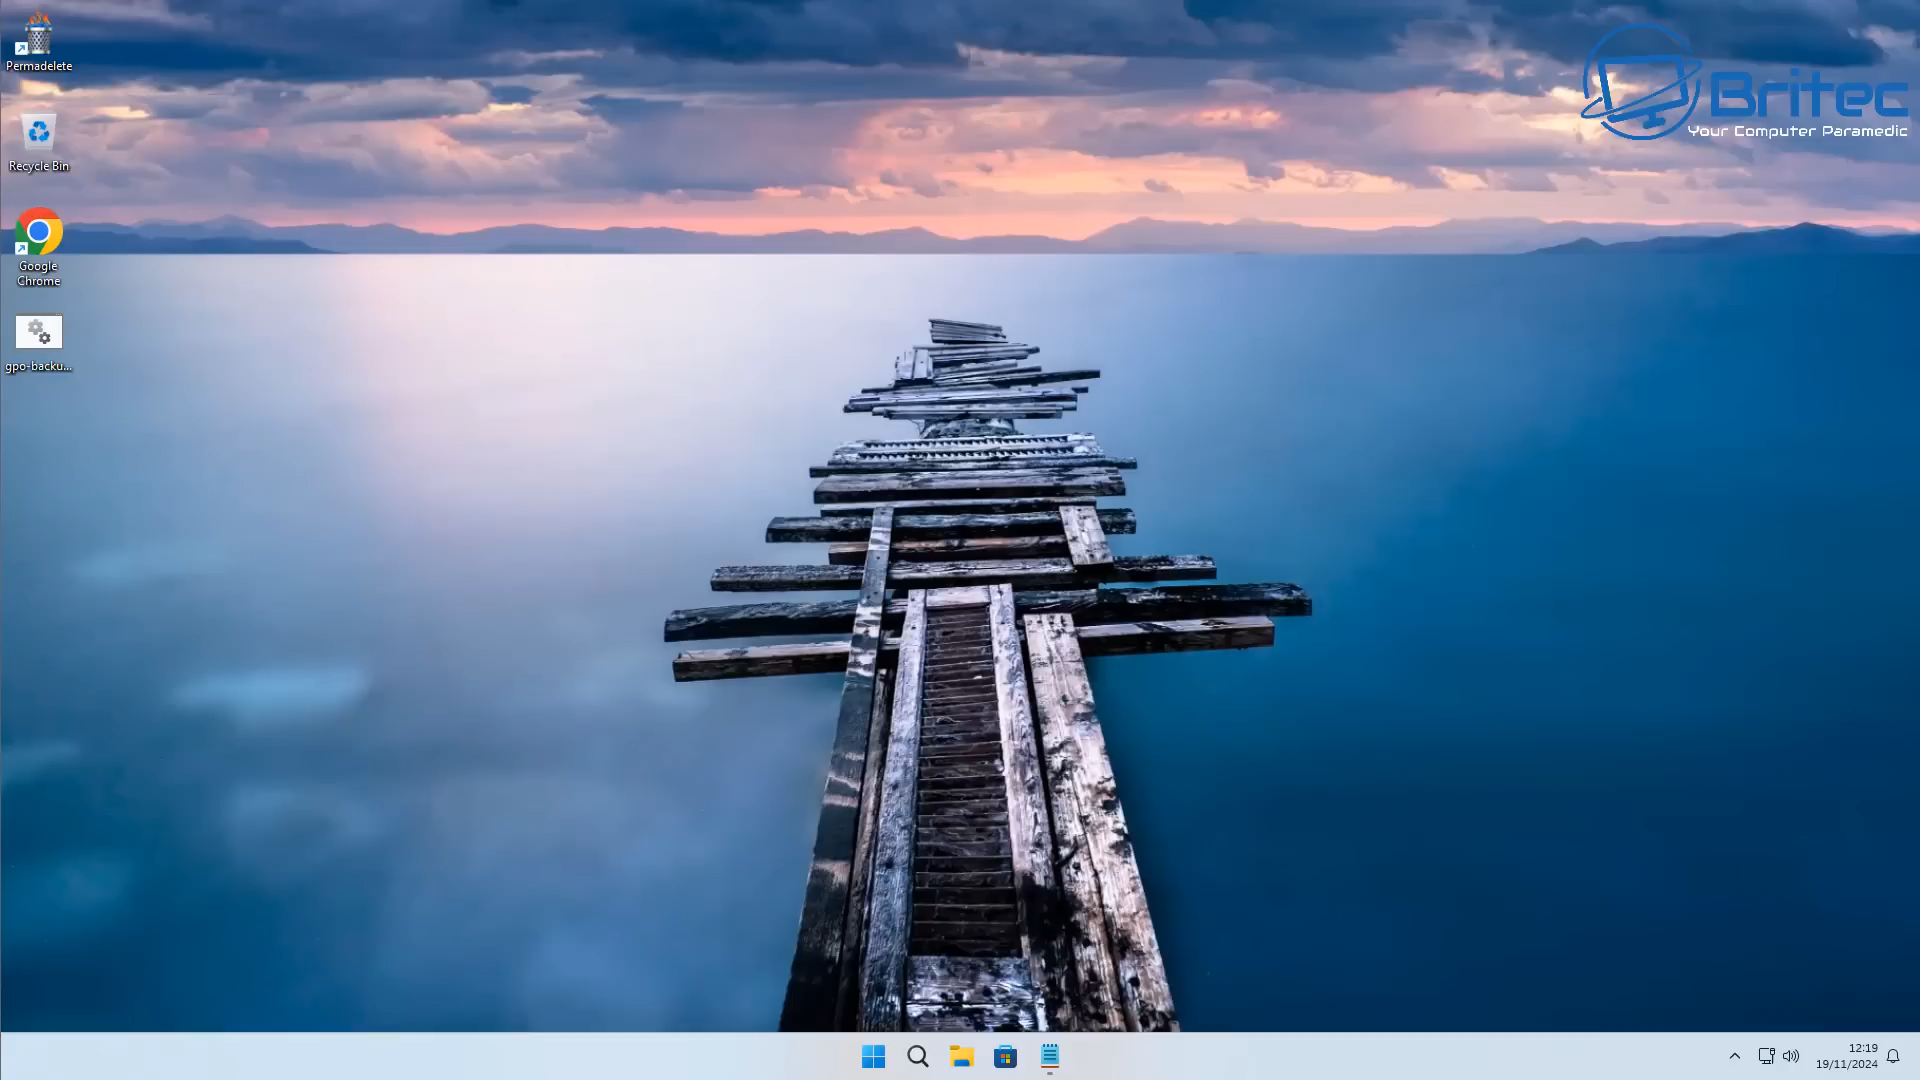 Permadelete
Recycle Bin
Google
Chrome
gpo-backu...
Britec
Your Computer Paramedic
12:19
19/11/2024